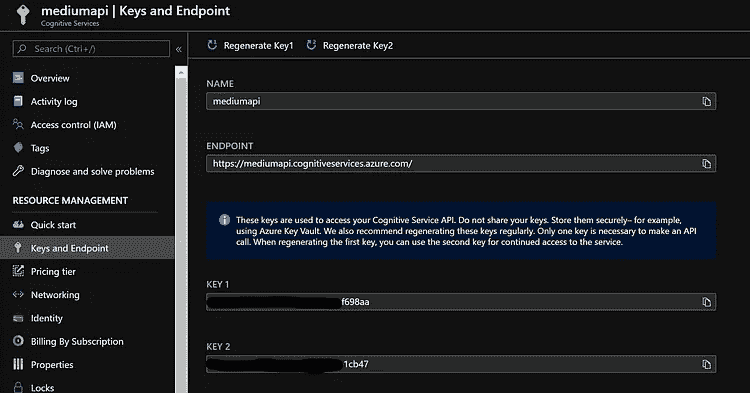 mediumapi | Keys and Endpoint
Cognitive Services
Search (Ctrl+/)
«
Overview
Activity log
Access control (IAM)
Tags
Diagnose and solve problems
RESOURCE MANAGEMENT
Quick start
Keys and Endpoint
Pricing tier
Networking
Identity
Billing By Subscription
Properties
Locks
Regenerate Key1
Regenerate Key2
NAME
mediumapi
ENDPOINT
https://mediumapi.cognitiveservices.azure.com/
These keys are used to access your Cognitive Service API. Do not share your keys. Store them securely– for example,
using Azure Key Vault. We also recommend regenerating these keys regularly. Only one key is necessary to make an API
call. When regenerating the first key, you can use the second key for continued access to the service.
KEY 1
f698aa
KEY 2
1cb47